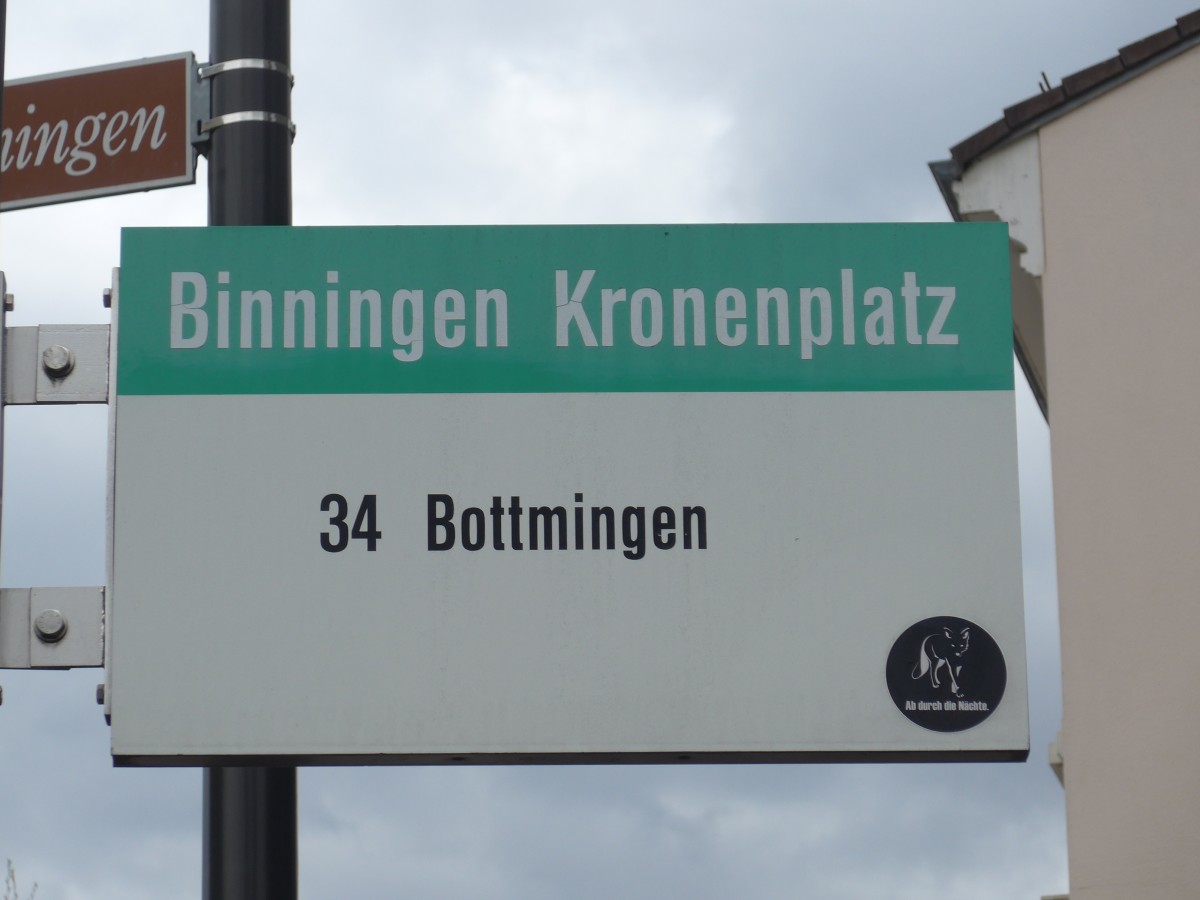 ningen
Binningen Kronenplatz
34 Bottmingen
Ab durch die Nächte.